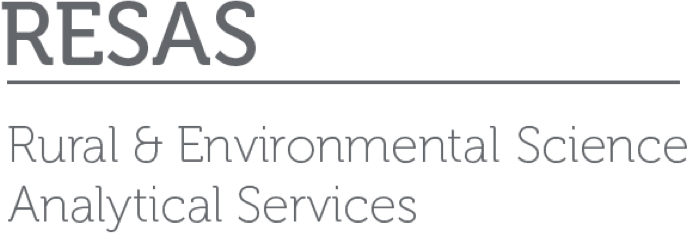 RESAS
Rural & Environmental Science
Analytical Services